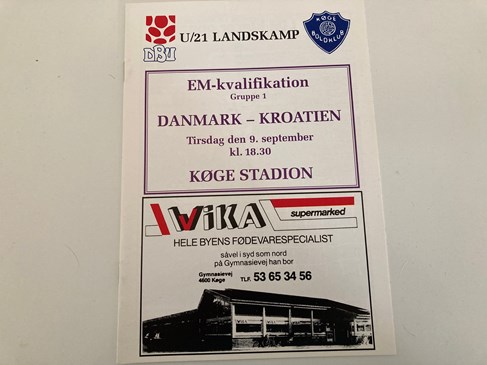 DBU
U/21 LANDSKAMP
KØGE
BOLDKLUB
EM-kvalifikation
Gruppe 1
DANMARK – KROATIEN
Tirsdag den 9. september
kl. 18.30
KØGE STADION
WiKA
supermarked
HELE BYENS FØDEVARESPECIALIST
såvel i syd som nord
på Gymnasievej han bor
Gymnasievej
4600 Køge
TLF. 53 65 34 56